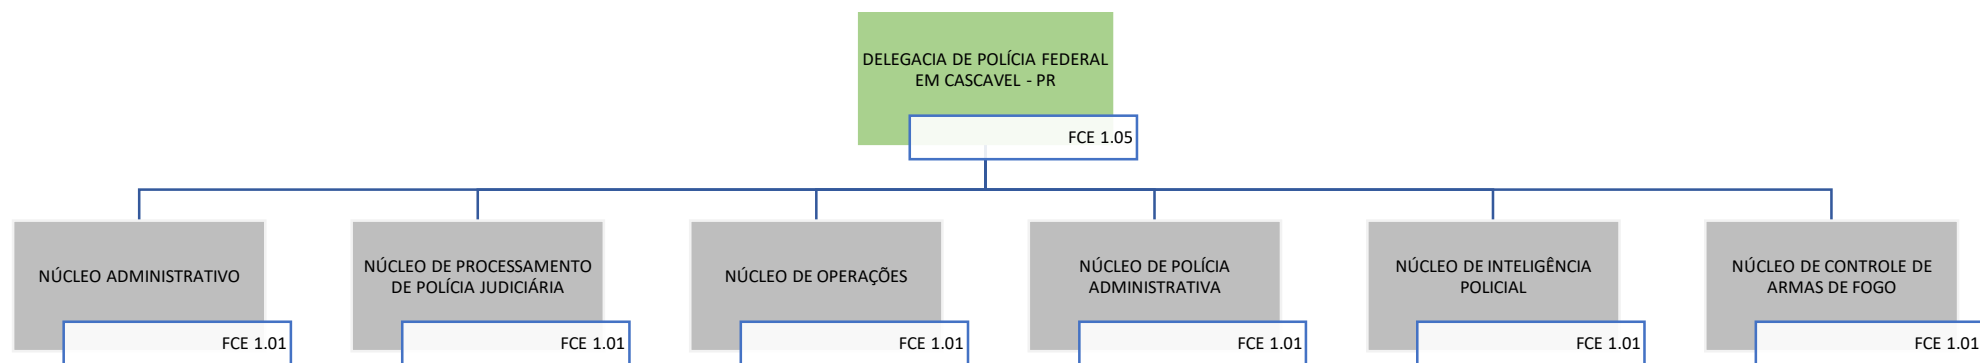 DELEGACIA DE POLÍCIA FEDERAL
EM CASCAVEL - PR
FCE 1.05
NÚCLEO ADMINISTRATIVO
FCE 1.01
NÚCLEO DE PROCESSAMENTO
DE POLÍCIA JUDICIÁRIA
FCE 1.01
NÚCLEO DE OPERAÇÕES
FCE 1.01
NÚCLEO DE POLÍCIA
ADMINISTRATIVA
FCE 1.01
NÚCLEO DE INTELIGÊNCIA
POLICIAL
FCE 1.01
NÚCLEO DE CONTROLE DE
ARMAS DE FOGO
FCE 1.01